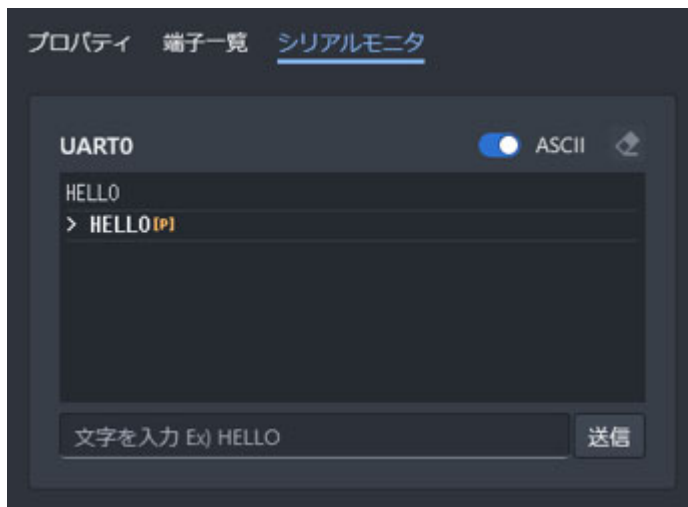 プロパティ 端子一覧 シリアルモニタ
UART0 ASCII
HELLO
> HELLO[P]
文字を入力 Ex) HELLO 送信